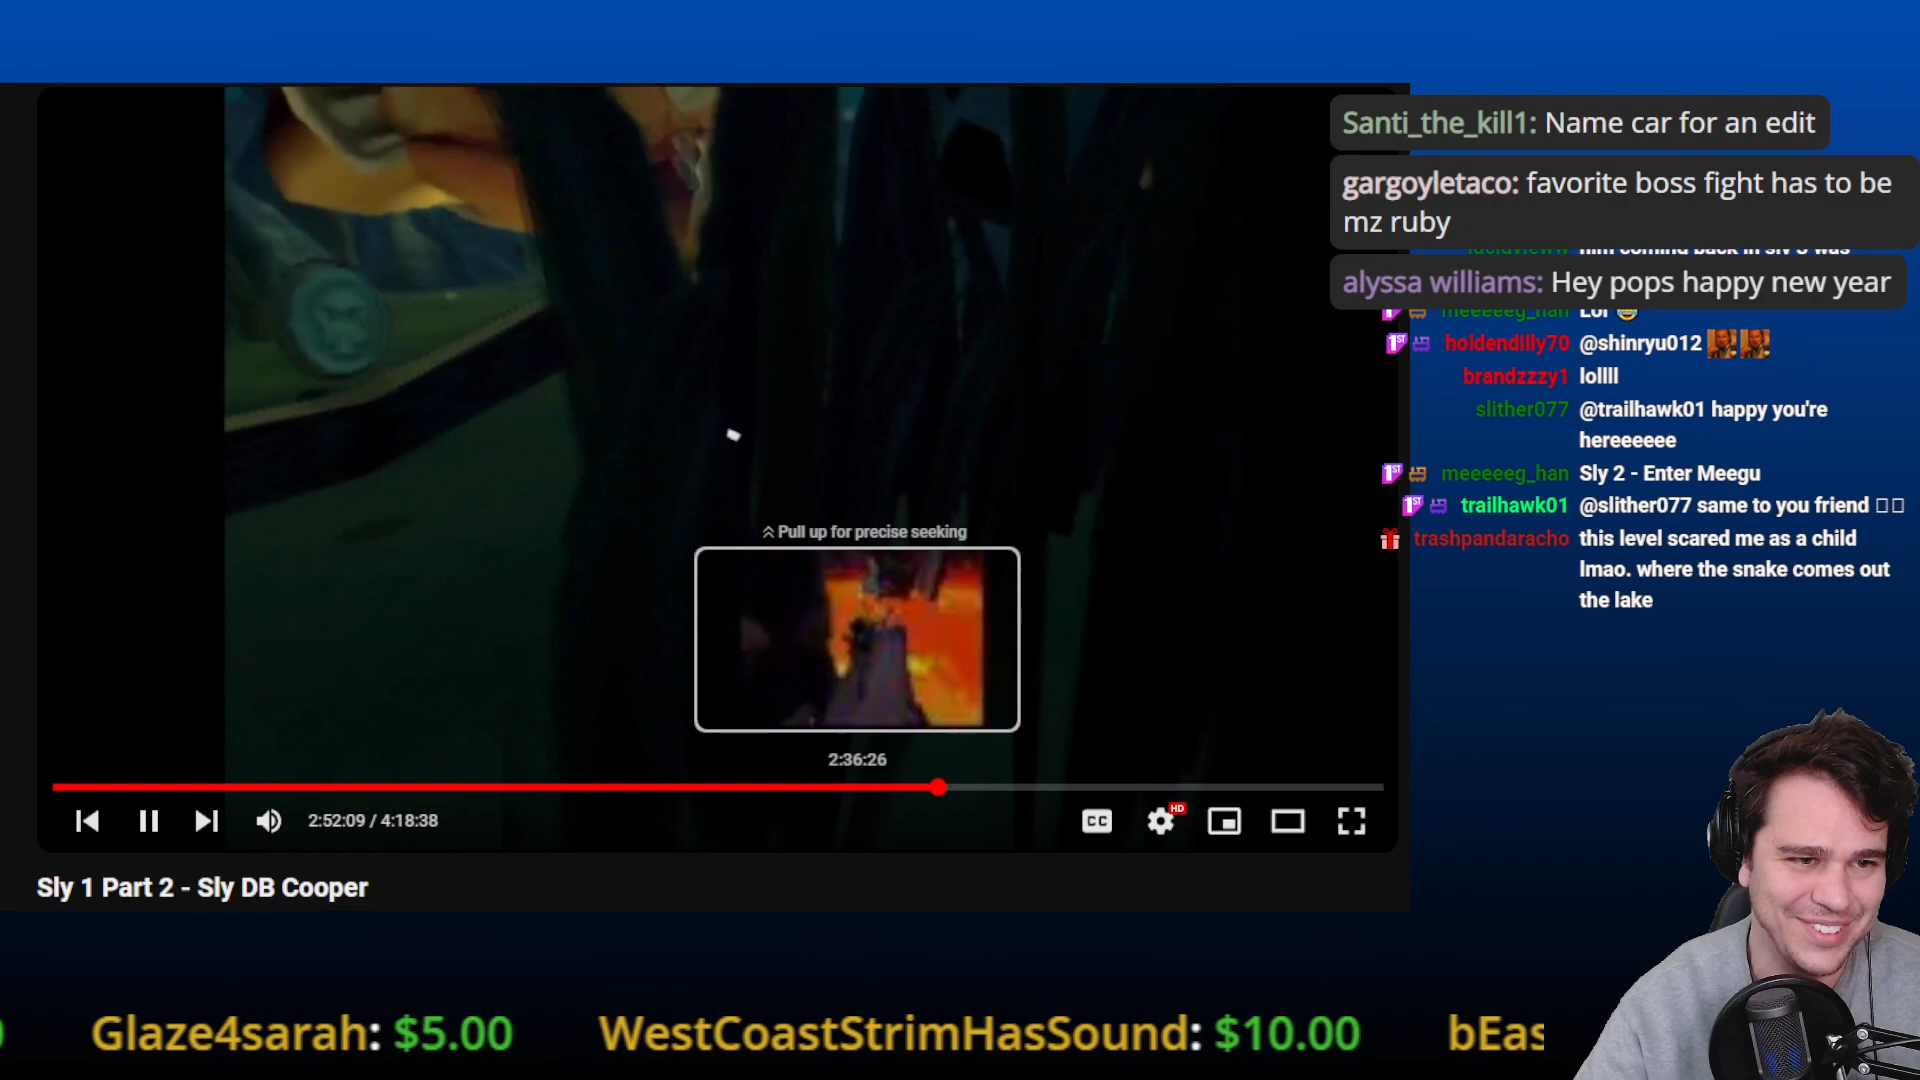 Santi_the_kill1: Name car for an edit
gargoyletaco: favorite boss fight has to be
mz ruby
alyssa williams: Hey pops happy new year
meeeeeg_han Lol
holdendilly70 @shinryu012
brandzzzy1 lollll
slither077 @trailhawk01 happy you're
hereeeeee
meeeeeg_han Sly 2 - Enter Meegu
trailhawk01 @slither077 same to you friend
trashpandaracho this level scared me as a child
lmao. where the snake comes out
the lake
Pull up for precise seeking
2:36:26
2:52:09 / 4:18:38
CC
HD
Sly 1 Part 2 - Sly DB Cooper
Glaze4sarah: $5.00 WestCoastStrimHasSound: $10.00 bEas